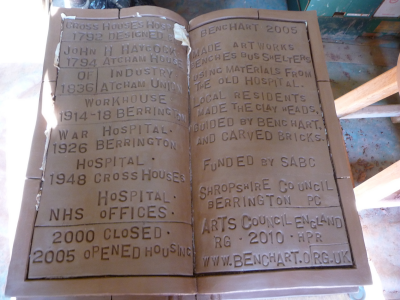 CROSS HOUSES HOSP
1792 DESIGNED
JOHN H HAYCOCK
1794 ATCHAM HOUSE
OF INDUSTRY
1836 ATCHAM UNION
WORKHOUSE
1914-18 BERRINGTON
WAR HOSPITAL·
1926 BERRINGTON
HOSPITAL ·
1948 CROSS HOUSES
HOSPITAL ·
NHS OFFICES ·
2000 CLOSED ·
2005 OPENED HOUSING
BENCHART 2005
MADE ARTWORKS
BENCHES BUS SHELTERS
USING MATERIALS FROM
THE OLD HOSPITAL.
LOCAL RESIDENTS
MADE THE CLAY HEADS,
GUIDED BY BENCHART,
AND CARVED BRICKS.
FUNDED BY SABC
SHROPSHIRE COUNCIL
BERRINGTON PC
ARTS COUNCIL ENGLAND
RG · 2010 · HPR
WWW.BENCHART.ORG.UK